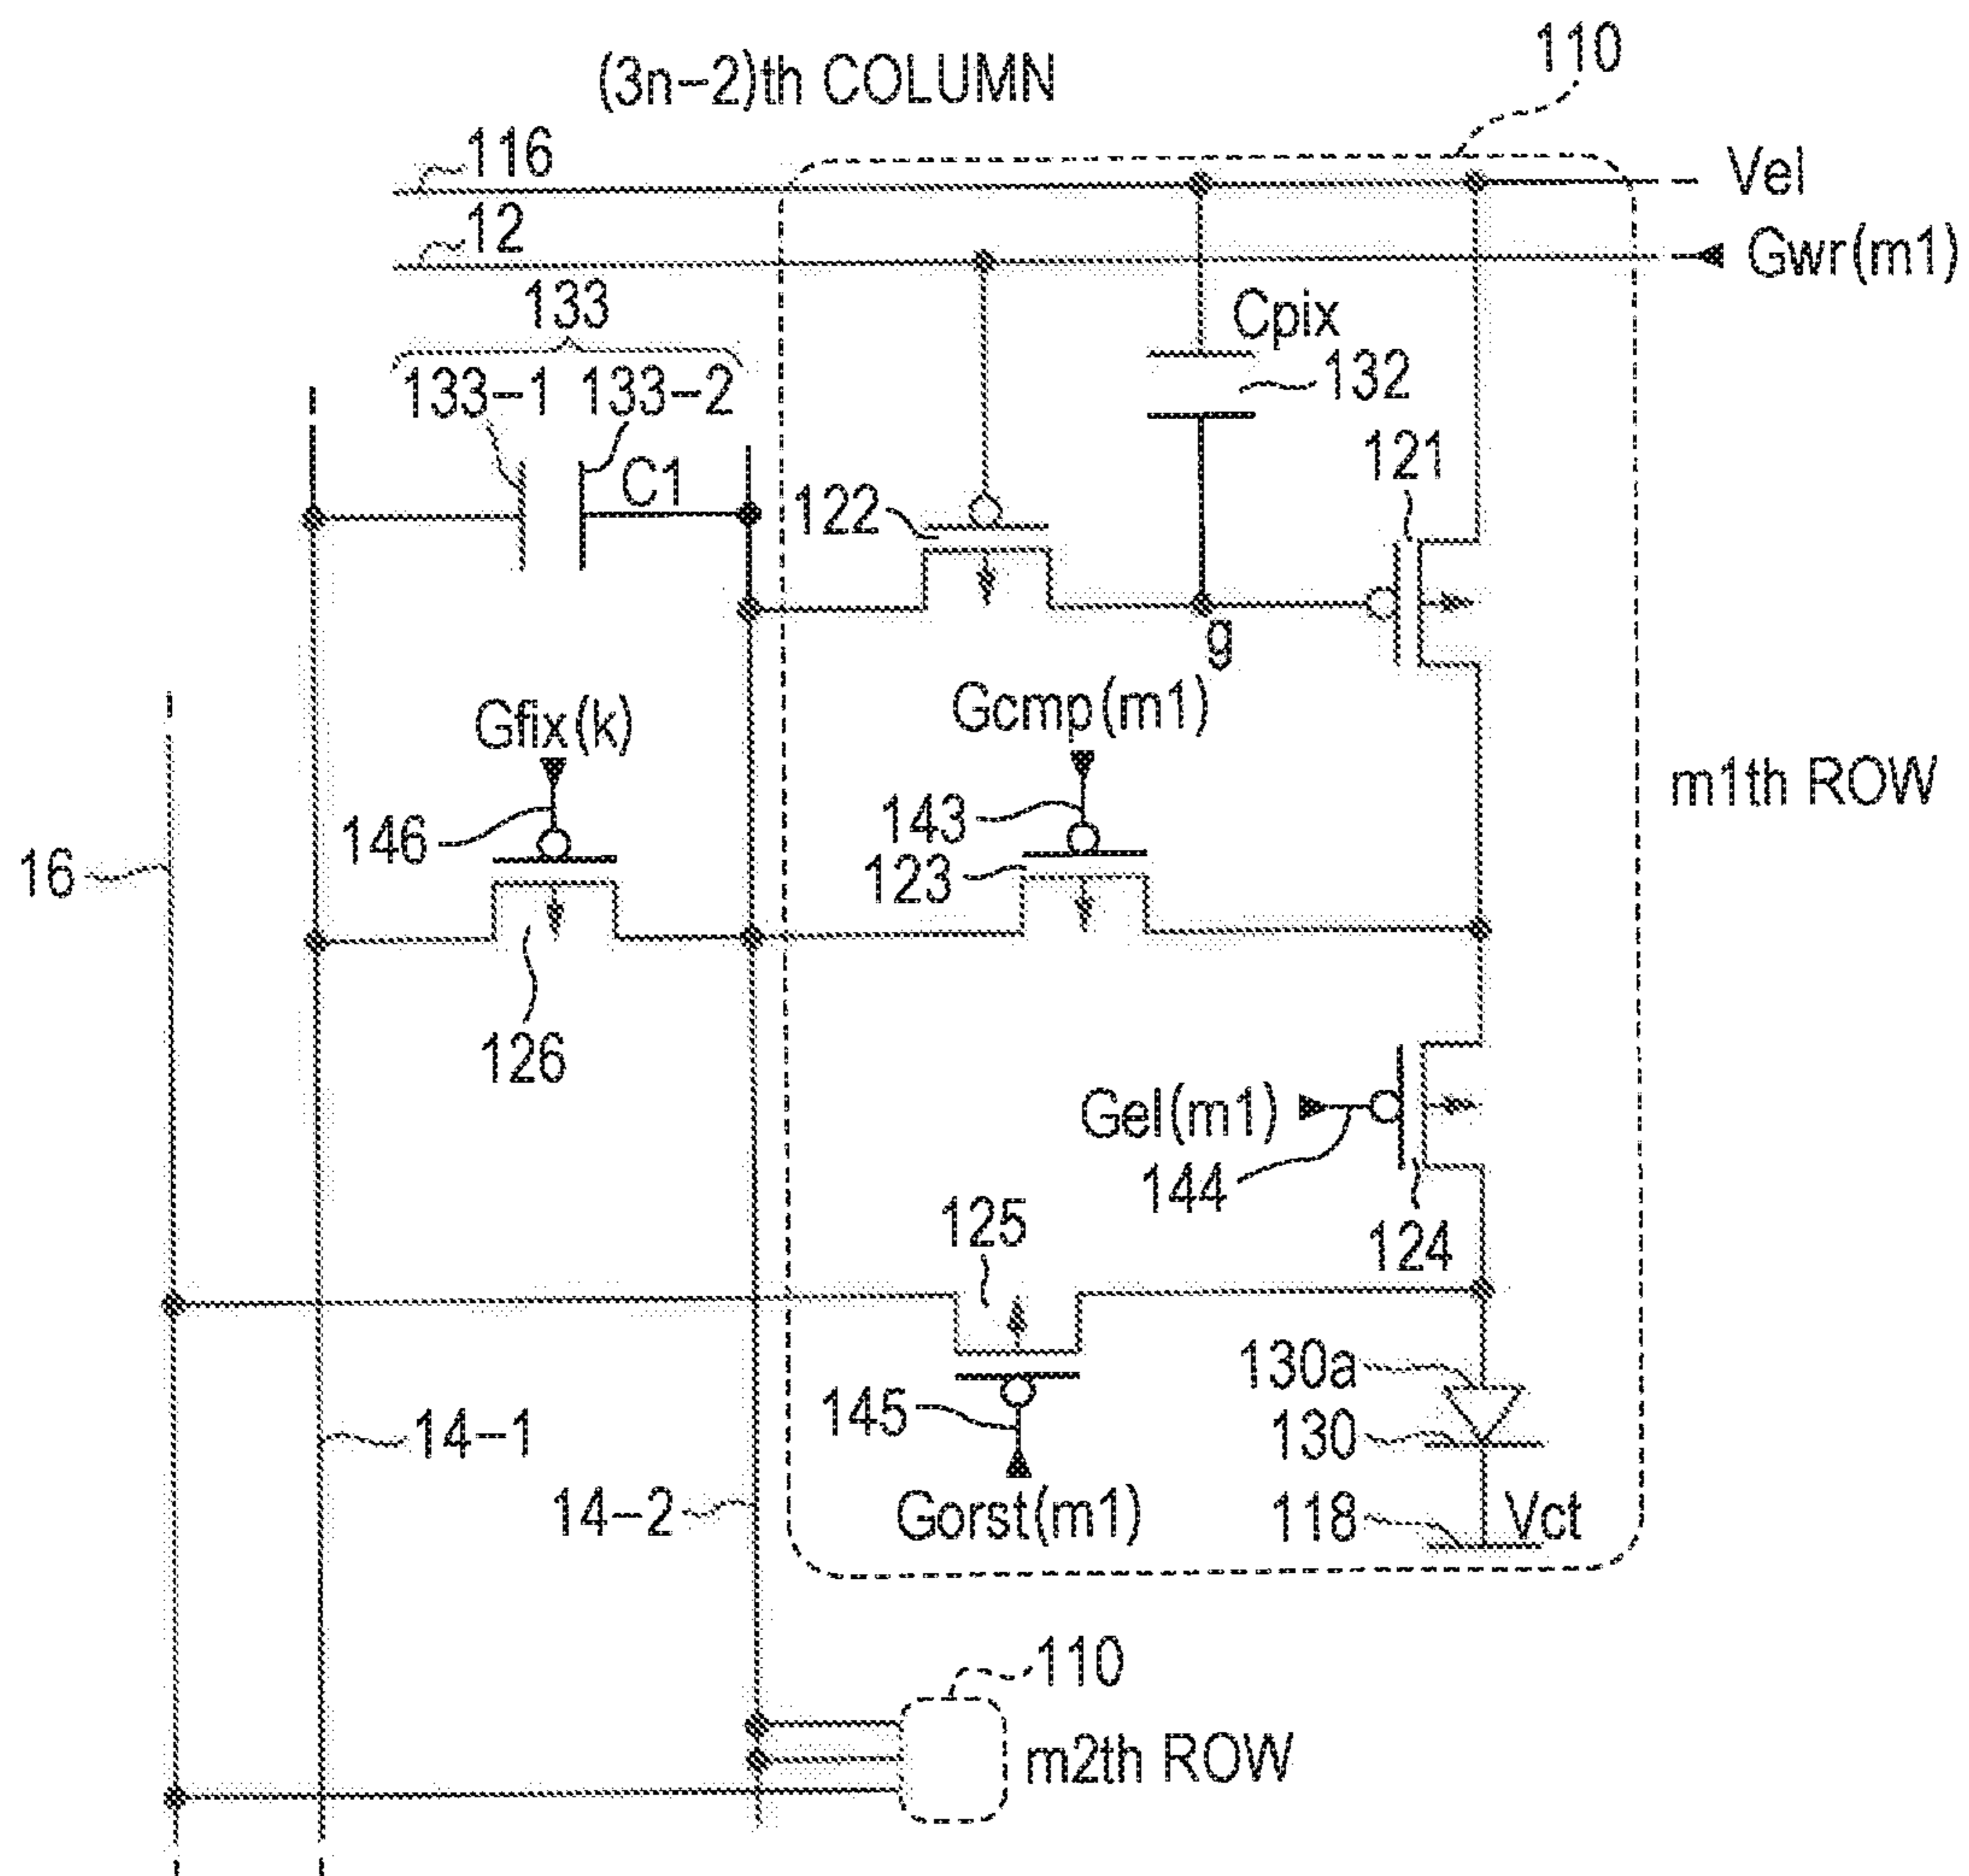 (3n–2)th COLUMN
110
116
Vel
12
Gwr(m1)
133
Cpix
132
133–1
133–2
121
C1
122
g
Gfix(k)
Gcmp(m1)
m1th ROW
143
146
16
123
126
Gel(m1)
144
125
124
130a
145
14–1
130
14–2
Gorst(m1)
118
Vct
110
m2th ROW